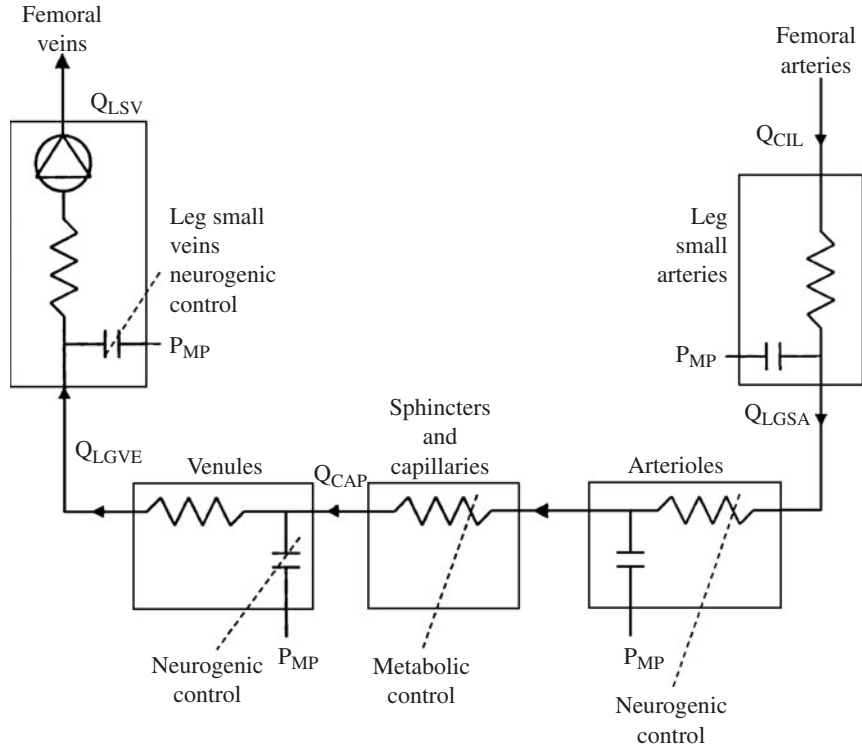 Femoral
veins
Q_LSV
Leg small
veins
neurogenic
control
P_MP
Femoral
arteries
Q_CIL
Leg
small
arteries
P_MP
Q_LGSA
Q_LGVE
Venules
Q_CAP
Sphincters
and
capillaries
Arterioles
Neurogenic
control
P_MP
Metabolic
control
P_MP
Neurogenic
control